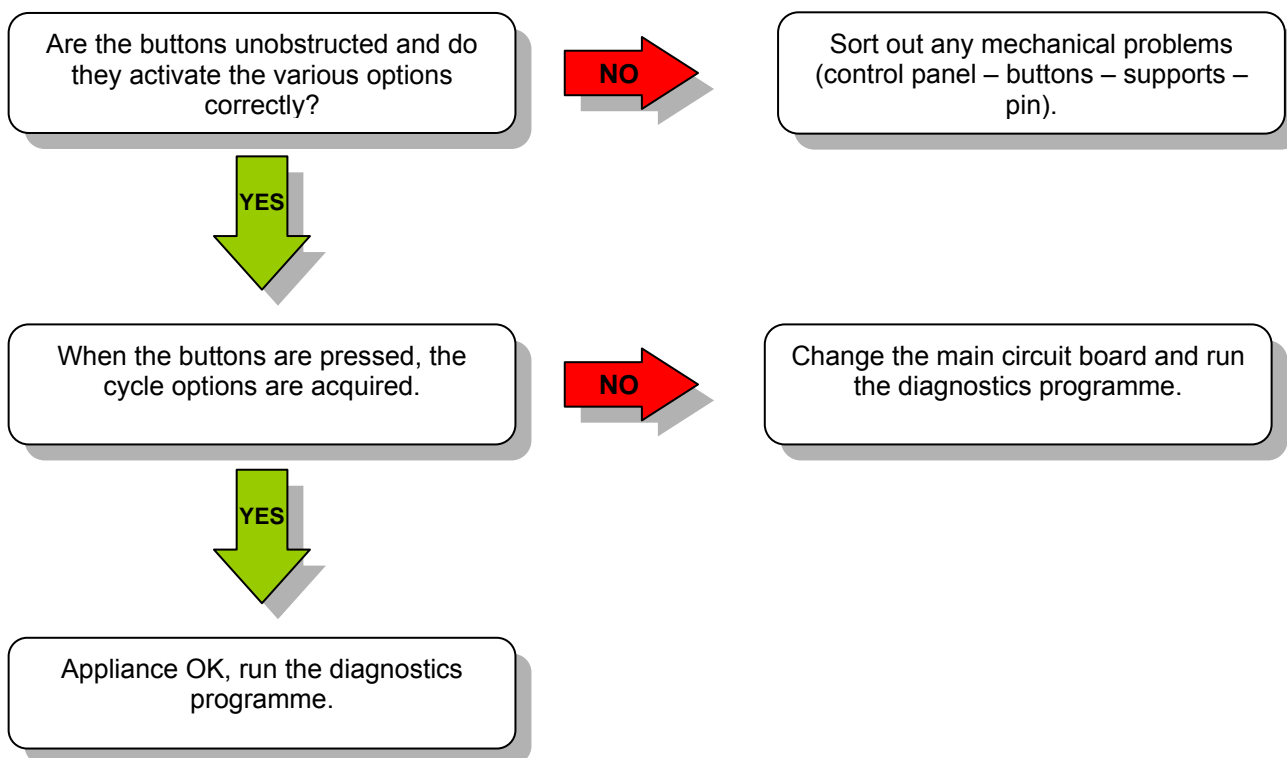 Are the buttons unobstructed and do
they activate the various options
correctly?
NO
Sort out any mechanical problems
(control panel – buttons – supports –
pin).
YES
When the buttons are pressed, the
cycle options are acquired.
NO
Change the main circuit board and run
the diagnostics programme.
YES
Appliance OK, run the diagnostics
programme.